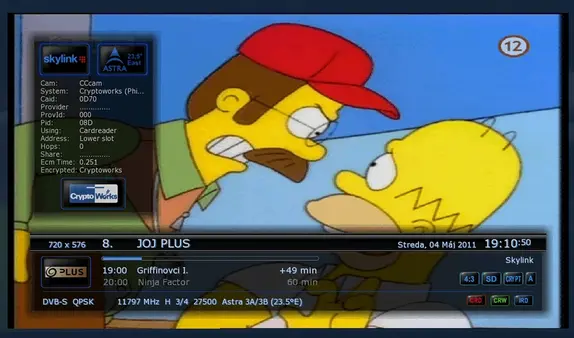 skylink
ASTRA
23,5°
East
12
Cam: CCcam
System: Cryptoworks (Phi...
Caid: 0D70
Provider ..............
ProvId: 000
Pid: 08D
Using: Cardreader
Address: Lower slot
Hops: 0
Share: ..............
Ecm Time: 0.251
Encrypted: Cryptoworks
CryptoWorks
720 x 576 8. JOJ PLUS Streda, 04 Máj 2011 19:10:50
PLUS
19:00 Griffinovci I. +49 min
20:00 Ninja Factor 60 min
Skylink
4:3 SD CRYPT A
DVB-S QPSK 11797 MHz H 3/4 27500 Astra 3A/3B (23.5ºE)
CRW IRD